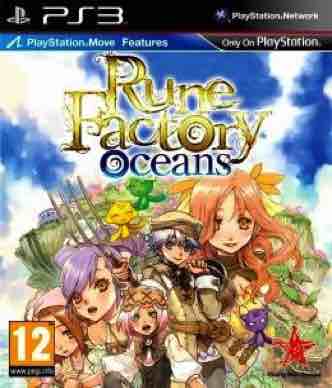 PS3
PlayStation®Network
PlayStation®Move Features
Only On PlayStation®
Rune
Factory
Oceans
12
www.pegi.info